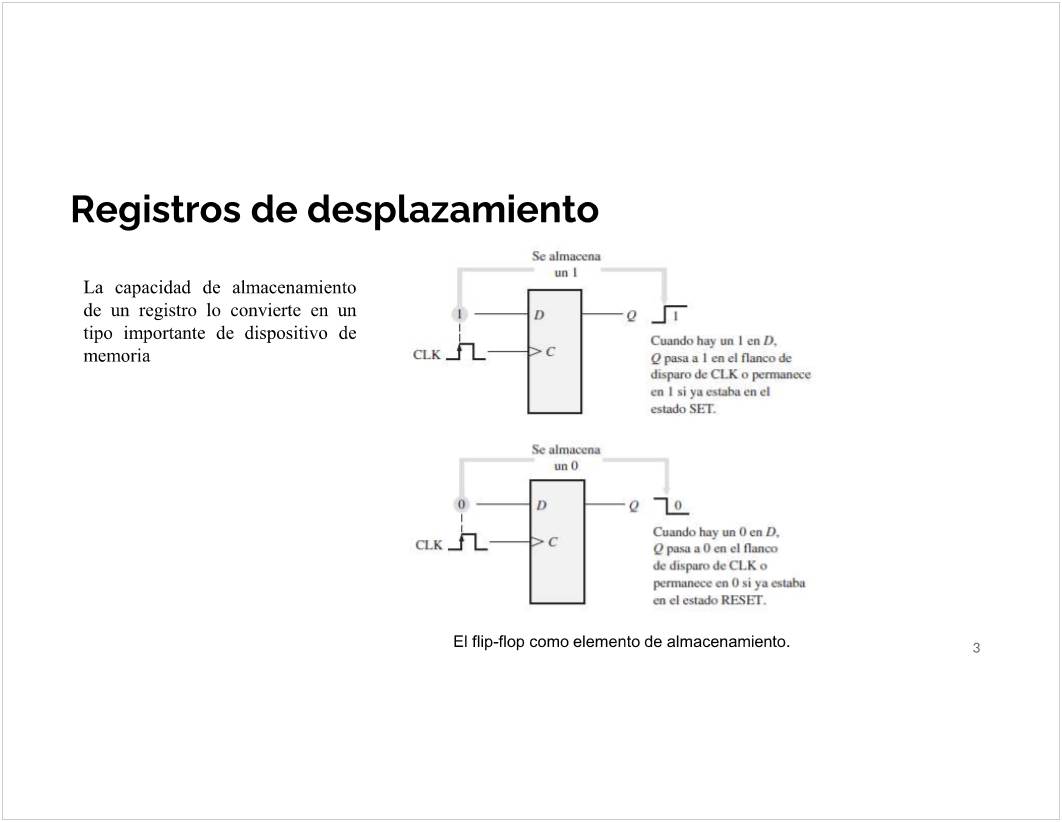 Registros de desplazamiento
La capacidad de almacenamiento
de un registro lo convierte en un
tipo importante de dispositivo de
memoria
Se almacena
un 1
1
D
Q
1
CLK
C
Cuando hay un 1 en D,
Q pasa a 1 en el flanco de
disparo de CLK o permanece
en 1 si ya estaba en el
estado SET.
Se almacena
un 0
0
D
Q
0
CLK
C
Cuando hay un 0 en D,
Q pasa a 0 en el flanco
de disparo de CLK o
permanece en 0 si ya estaba
en el estado RESET.
El flip-flop como elemento de almacenamiento.
3